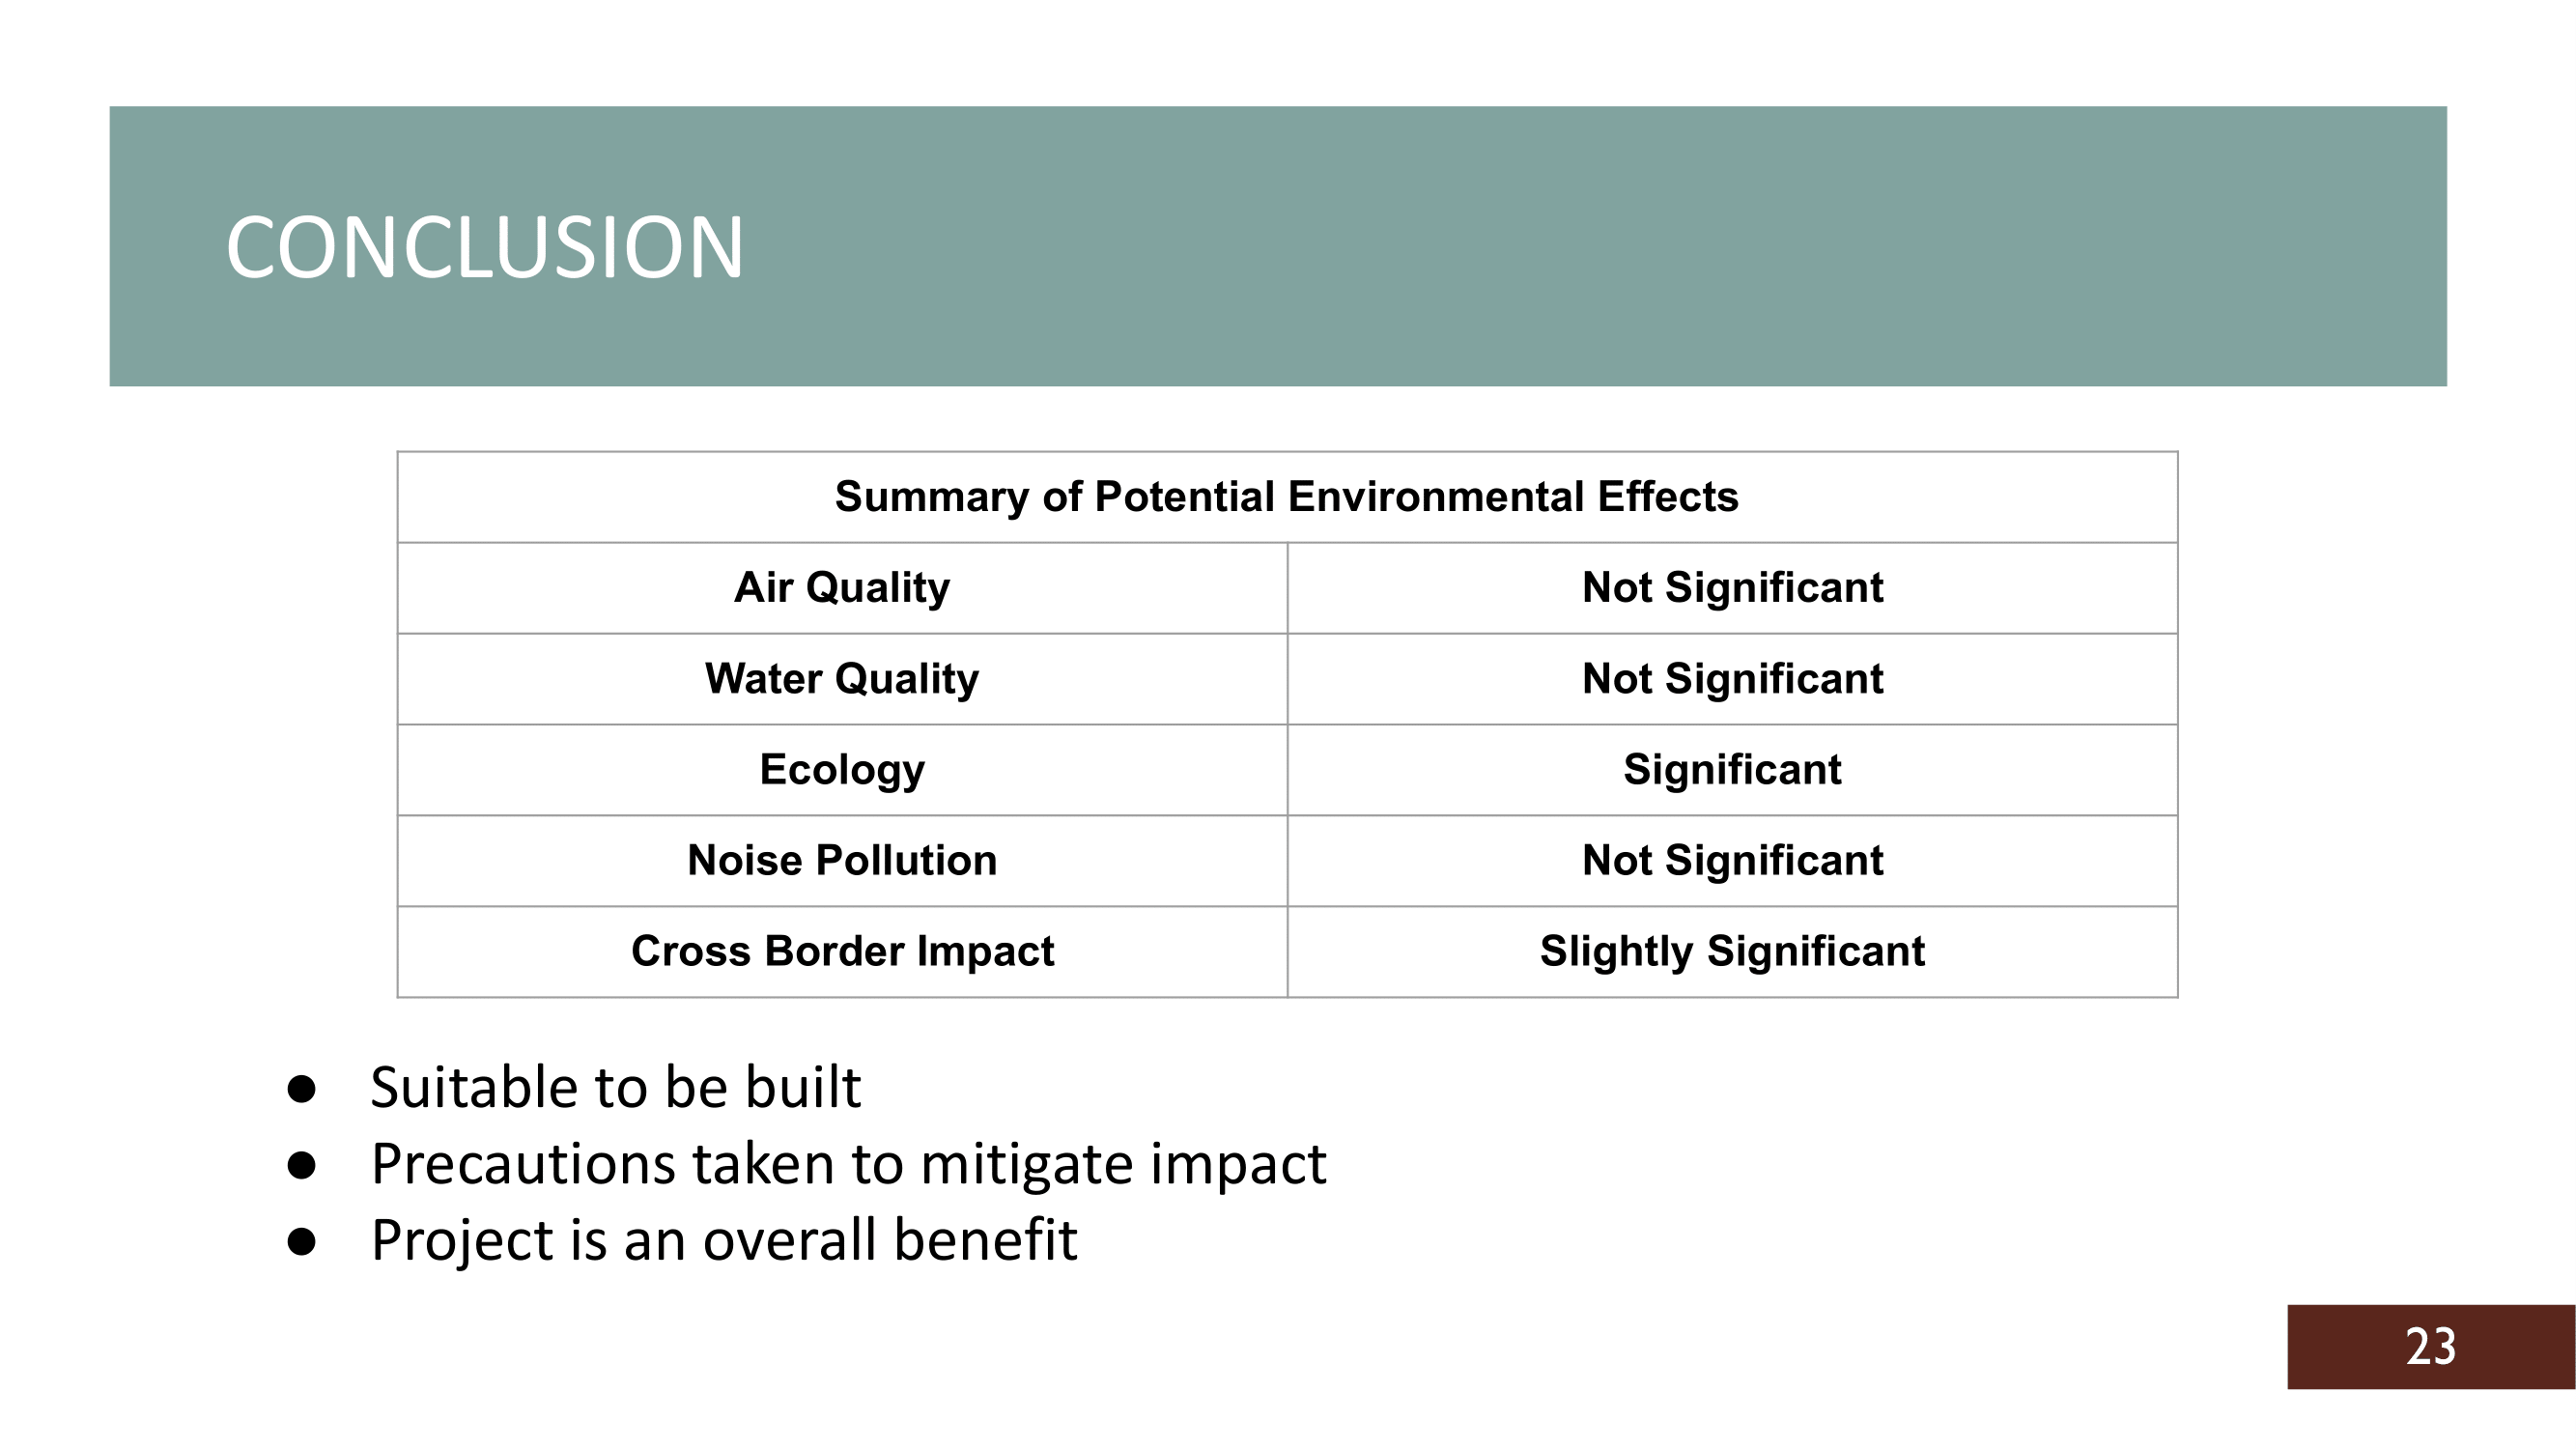 CONCLUSION
Summary of Potential Environmental Effects
Air Quality Not Significant
Water Quality Not Significant
Ecology Significant
Noise Pollution Not Significant
Cross Border Impact Slightly Significant
● Suitable to be built
● Precautions taken to mitigate impact
● Project is an overall benefit
23